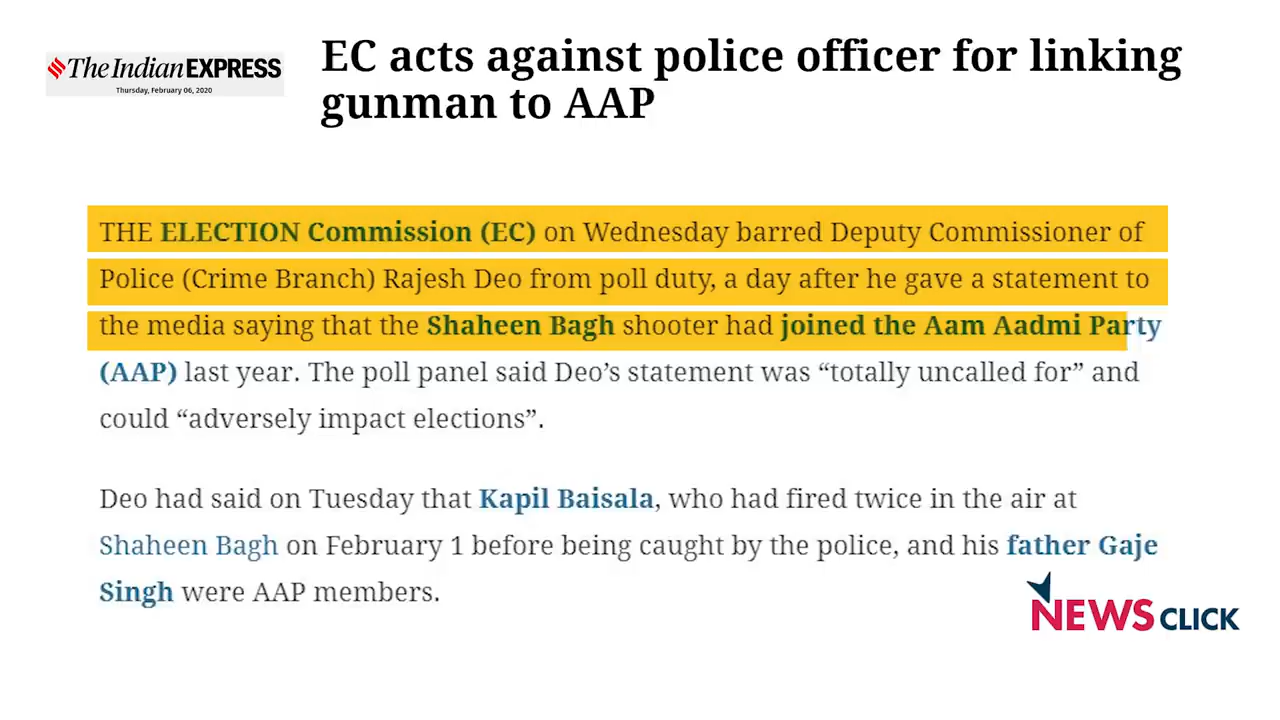 The Indian EXPRESS
Thursday, February 06, 2020
EC acts against police officer for linking
gunman to AAP
THE ELECTION Commission (EC) on Wednesday barred Deputy Commissioner of
Police (Crime Branch) Rajesh Deo from poll duty, a day after he gave a statement to
the media saying that the Shaheen Bagh shooter had joined the Aam Aadmi Party
(AAP) last year. The poll panel said Deo’s statement was “totally uncalled for” and
could “adversely impact elections”.
Deo had said on Tuesday that Kapil Baisala, who had fired twice in the air at
Shaheen Bagh on February 1 before being caught by the police, and his father Gaje
Singh were AAP members.
NEWSCLICK